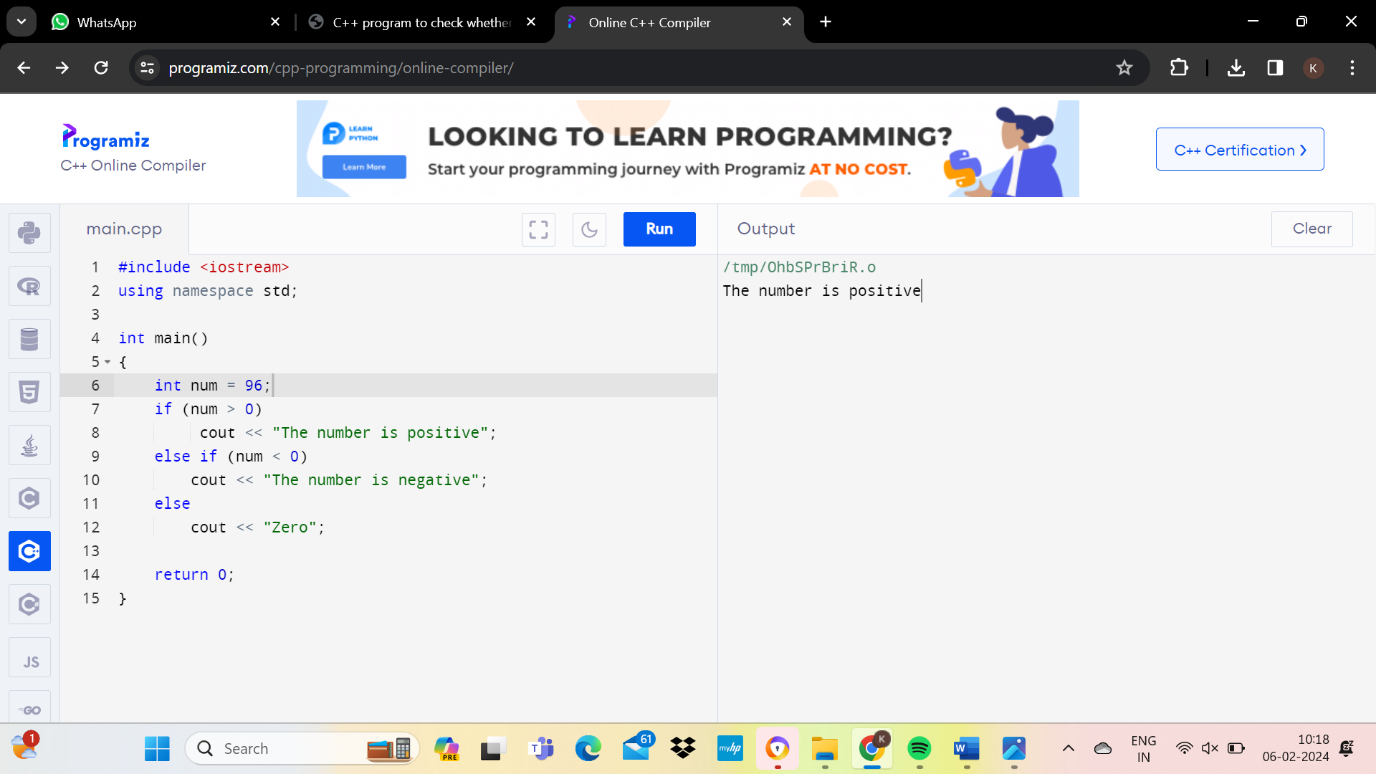 WhatsApp
C++ program to check whether
Online C++ Compiler
programiz.com/cpp-programming/online-compiler/
K
Programiz
C++ Online Compiler
LEARN
PYTHON
Learn More
LOOKING TO LEARN PROGRAMMING?
Start your programming journey with Programiz AT NO COST.
C++ Certification
main.cpp
Run
Output
Clear
1 #include <iostream>
2 using namespace std;
3
4 int main()
5 {
6 int num = 96;
7 if (num > 0)
8 cout << "The number is positive";
9 else if (num < 0)
10 cout << "The number is negative";
11 else
12 cout << "Zero";
13
14 return 0;
15 }
/tmp/OhbSPrBriR.o
The number is positive
R
JS
GO
1
Search
PRE
61
myhp
K
W
ENG
IN
10:18
06-02-2024